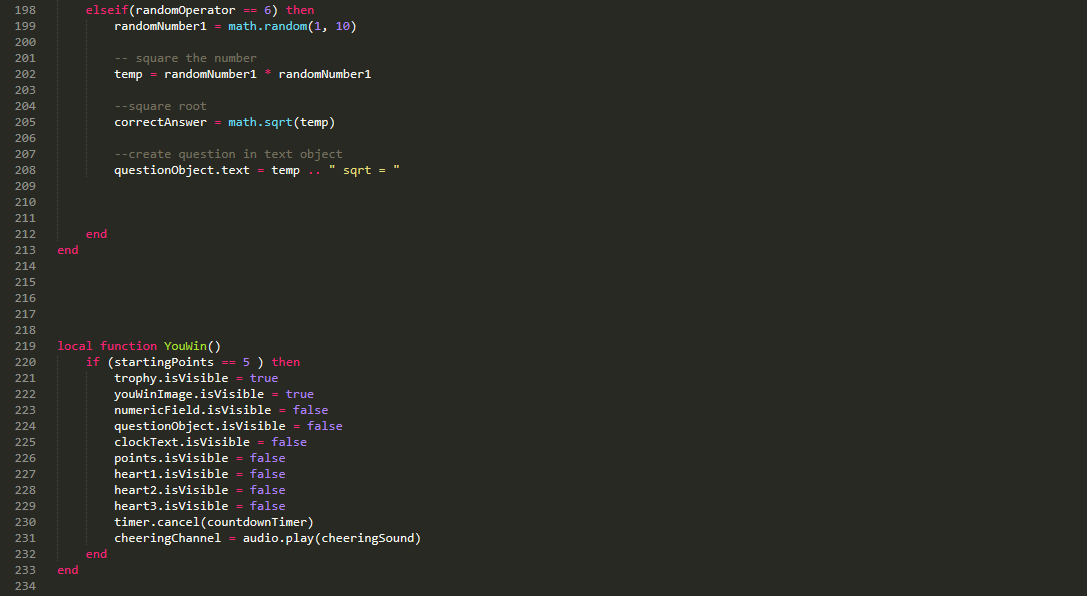 198 elseif(randomOperator == 6) then
199 randomNumber1 = math.random(1, 10)
200
201 -- square the number
202 temp = randomNumber1 * randomNumber1
203
204 --square root
205 correctAnswer = math.sqrt(temp)
206
207 --create question in text object
208 questionObject.text = temp .. " sqrt = "
209
210
211
212 end
213 end
214
215
216
217
218
219 local function YouWin()
220 if (startingPoints == 5 ) then
221 trophy.isVisible = true
222 youWinImage.isVisible = true
223 numericField.isVisible = false
224 questionObject.isVisible = false
225 clockText.isVisible = false
226 points.isVisible = false
227 heart1.isVisible = false
228 heart2.isVisible = false
229 heart3.isVisible = false
230 timer.cancel(countdownTimer)
231 cheeringChannel = audio.play(cheeringSound)
232 end
233 end
234